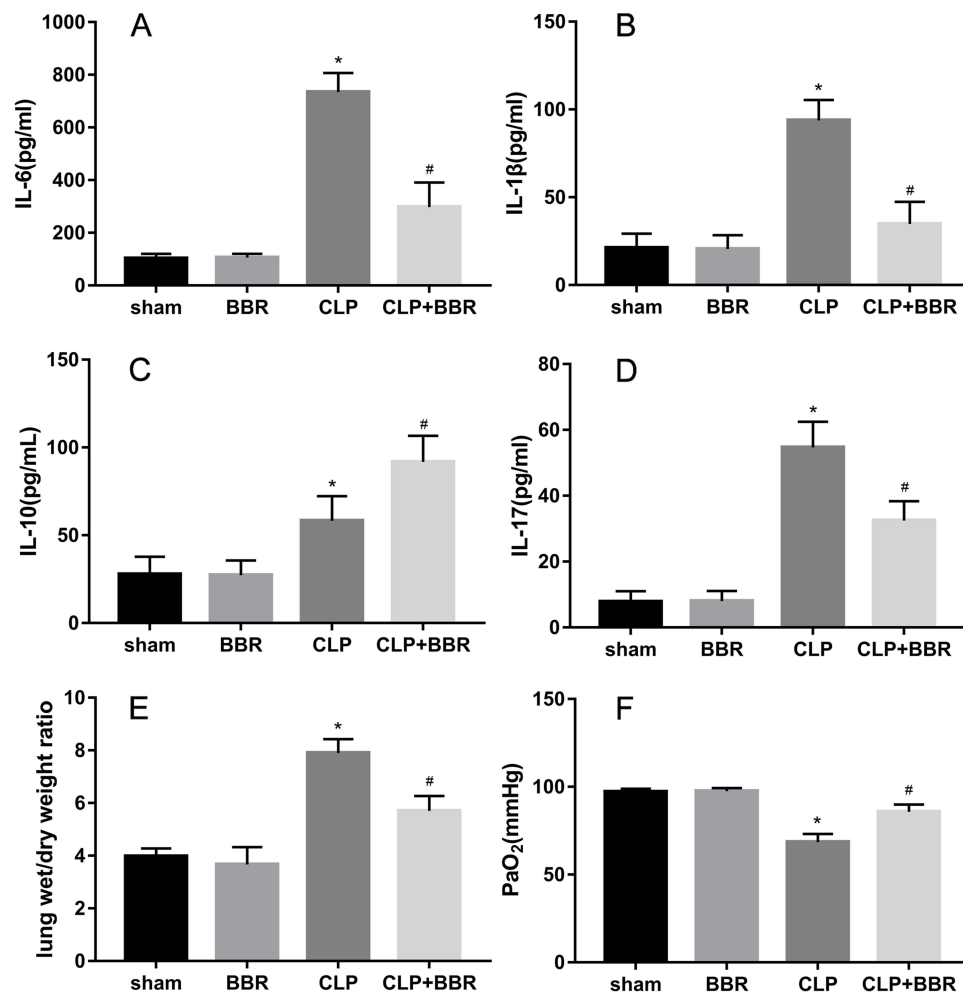 A
IL-6(pg/ml)
1000
800
600
400
200
0
*
#
sham BBR CLP CLP+BBR
B
IL-1β(pg/ml)
150
100
50
0
*
#
sham BBR CLP CLP+BBR
C
IL-10(pg/mL)
150
100
50
0
*
#
sham BBR CLP CLP+BBR
D
IL-17(pg/ml)
80
60
40
20
0
*
#
sham BBR CLP CLP+BBR
E
lung wet/dry weight ratio
10
8
6
4
2
0
*
#
sham BBR CLP CLP+BBR
F
PaO₂(mmHg)
150
100
50
0
*
#
sham BBR CLP CLP+BBR